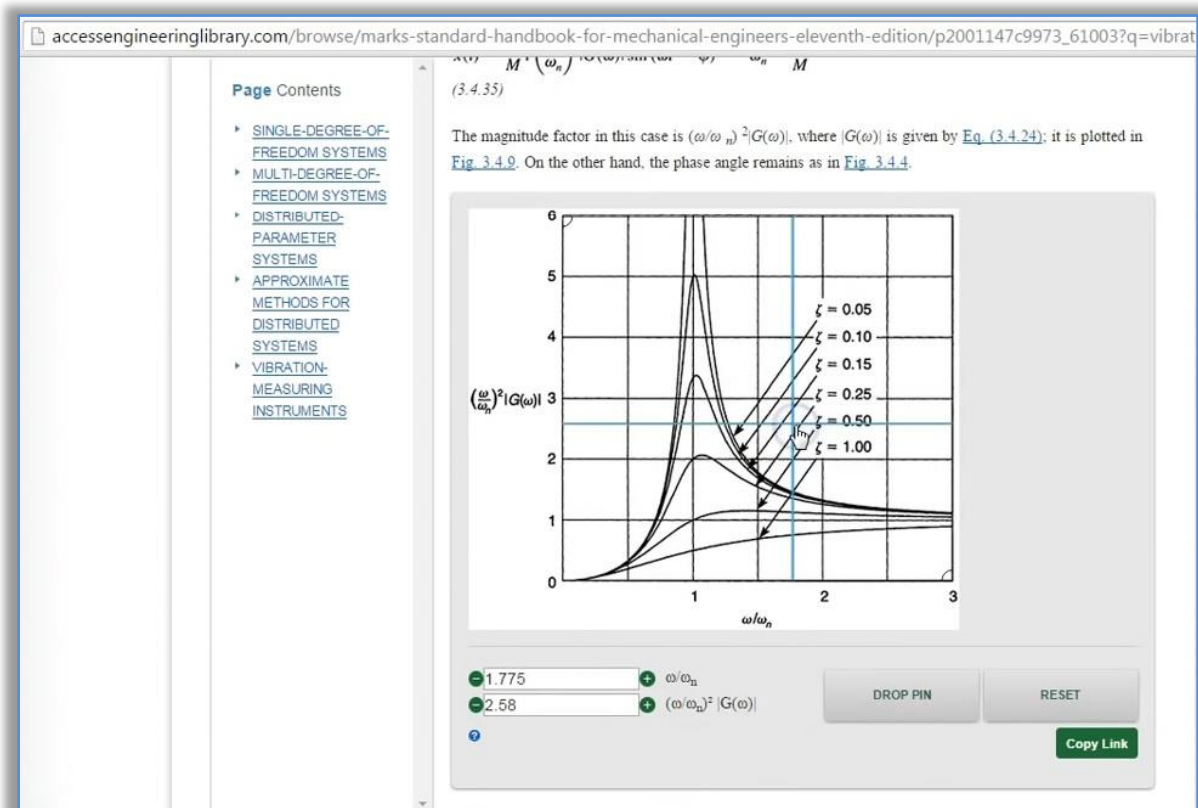 accessengineeringlibrary.com/browse/marks-standard-handbook-for-mechanical-engineers-eleventh-edition/p2001147c9973_61003?q=vibrat
Page Contents
SINGLE-DEGREE-OF-
FREEDOM SYSTEMS
MULTI-DEGREE-OF-
FREEDOM SYSTEMS
DISTRIBUTED-
PARAMETER
SYSTEMS
APPROXIMATE
METHODS FOR
DISTRIBUTED
SYSTEMS
VIBRATION-
MEASURING
INSTRUMENTS
(3.4.35)
The magnitude factor in this case is (ω/ω n) ²|G(ω)|, where |G(ω)| is given by Eq. (3.4.24); it is plotted in
Fig. 3.4.9. On the other hand, the phase angle remains as in Fig. 3.4.4.
6
5
4
3
2
1
0
(ω/ωn)²|G(ω)|
ζ = 0.05
ζ = 0.10
ζ = 0.15
ζ = 0.25
ζ = 0.50
ζ = 1.00
1 2 3
ω/ωn
1.775 ω/ωn
2.58 (ω/ωn)² |G(ω)|
DROP PIN
RESET
Copy Link